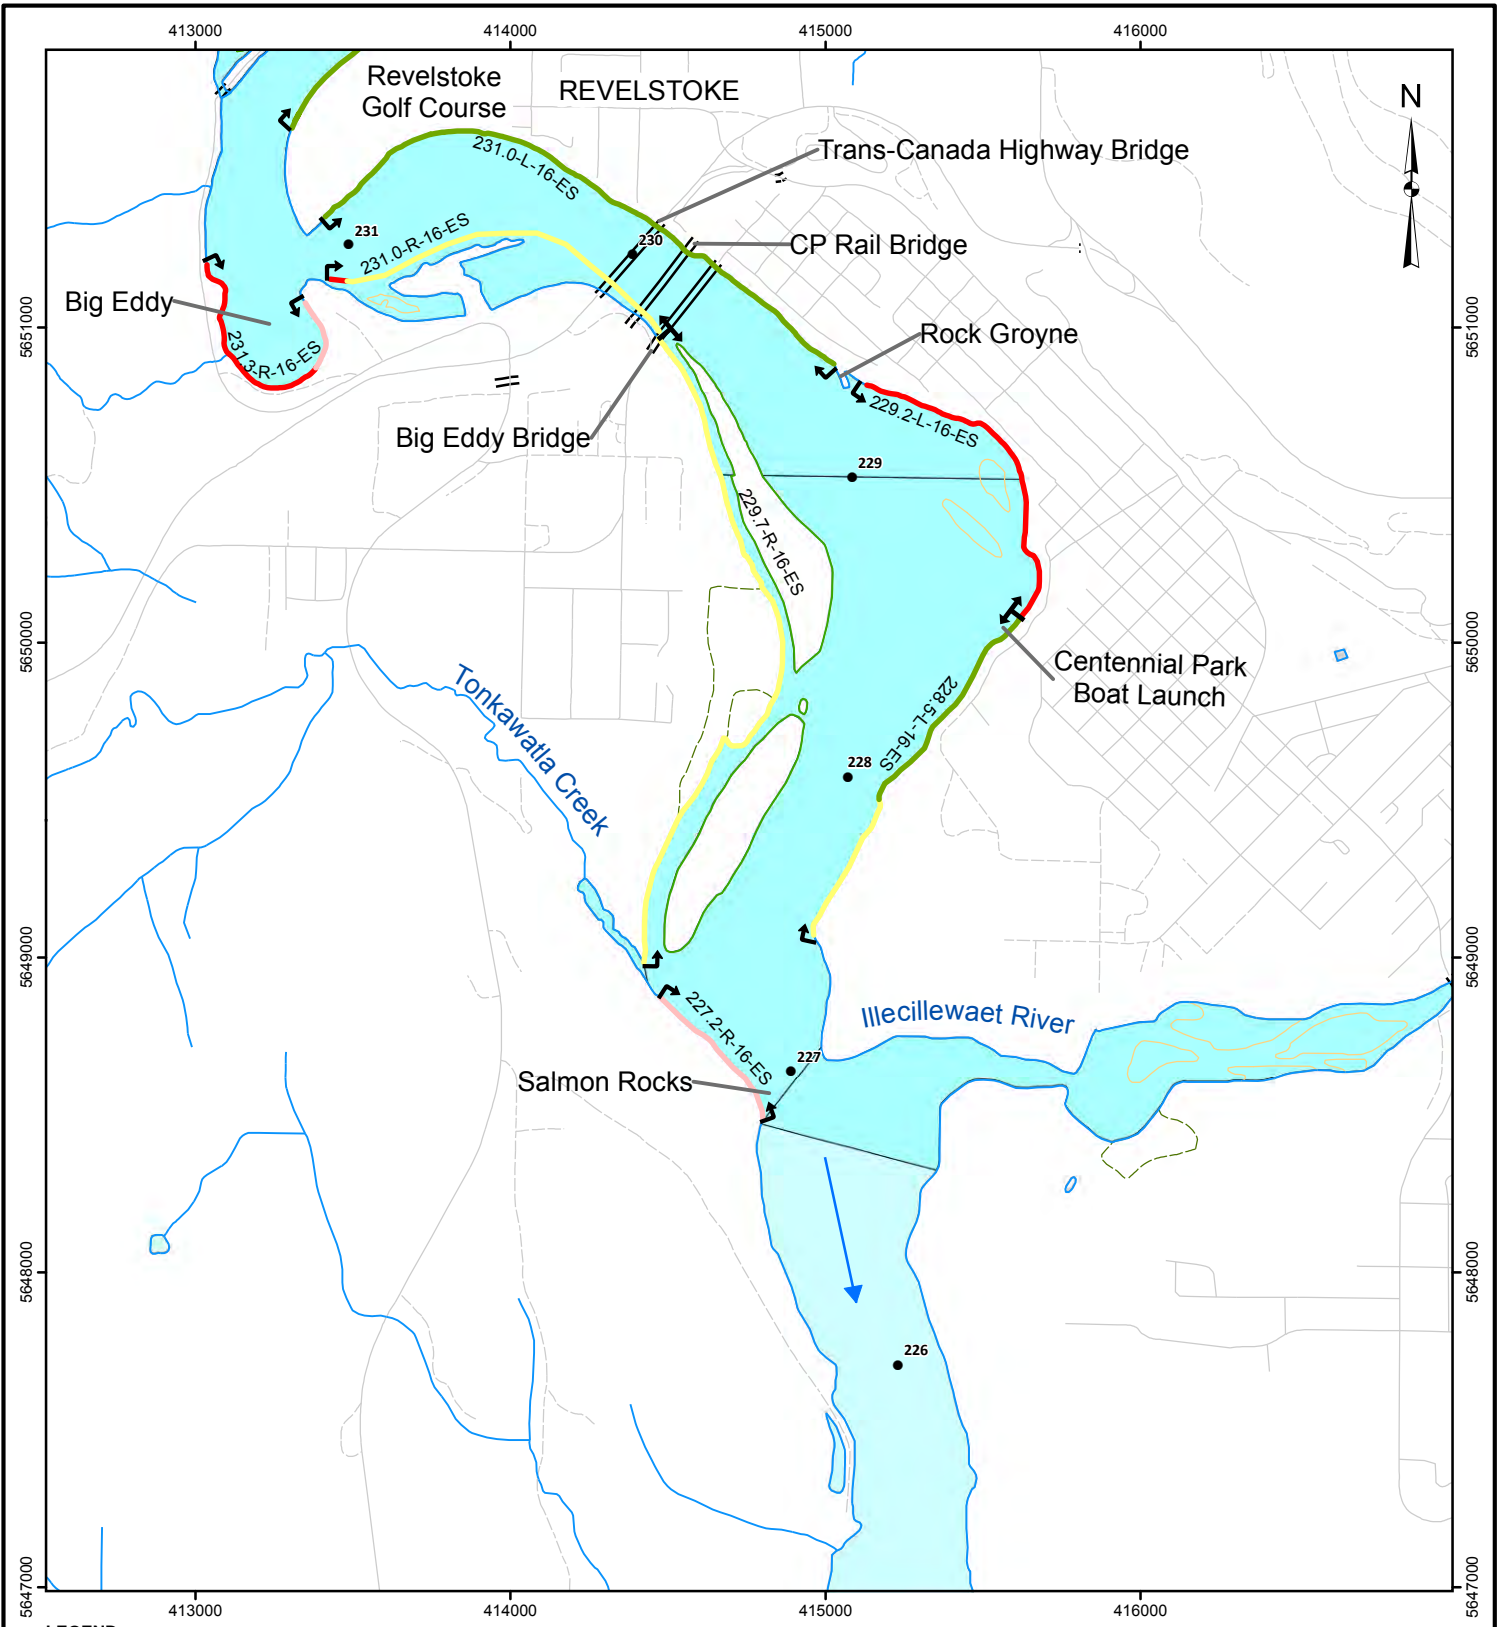 413000
414000
415000
416000
Revelstoke
Golf Course
REVELSTOKE
N
Trans-Canada Highway Bridge
231.0-L-16-ES
231
231.0-R-16-ES
230
CP Rail Bridge
Big Eddy
5651000
5651000
Rock Groyne
231.3-R-16-ES
229.2-L-16-ES
Big Eddy Bridge
229
229.7-R-16-ES
5650000
5650000
Centennial Park
Boat Launch
Tonkawatla Creek
228.5-L-16-ES
228
5649000
5649000
227.2-R-16-ES
Illecillewaet River
227
Salmon Rocks
5648000
5648000
226
5647000
5647000
413000
414000
415000
416000